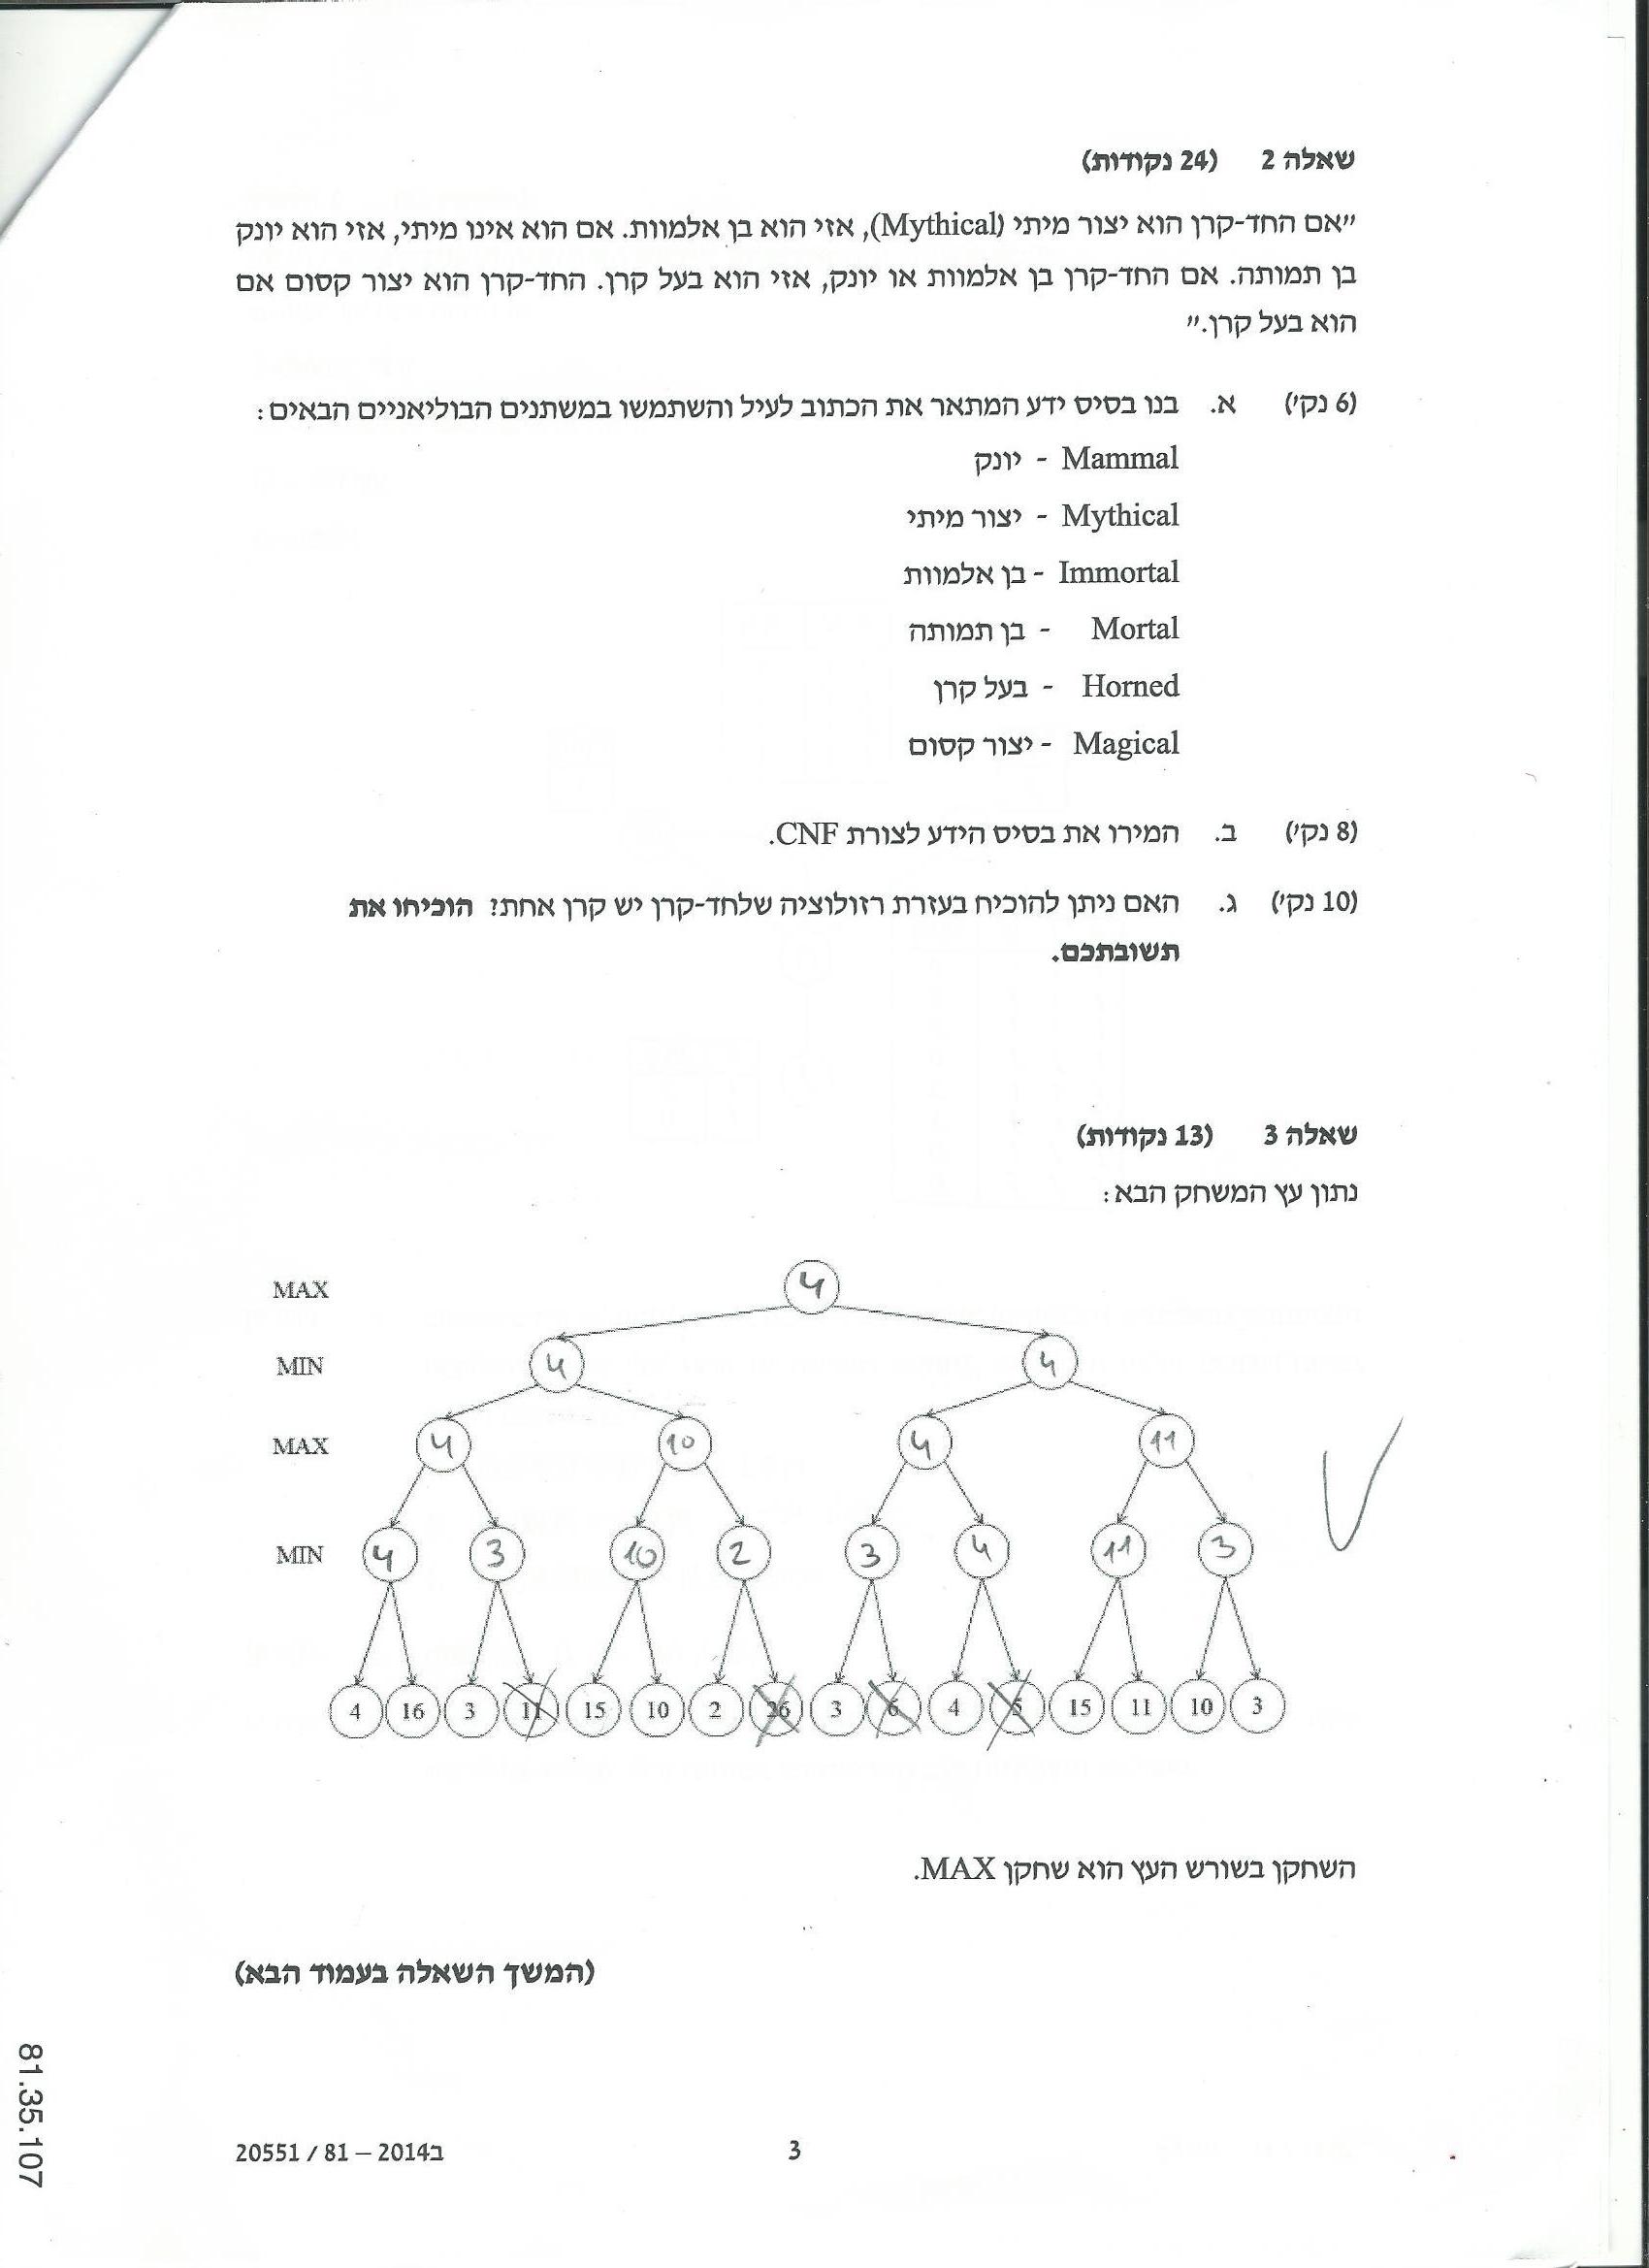 שאלה 2 (24 נקודות)
"אם החד-קרן הוא יצור מיתי (Mythical), אזי הוא בן אלמוות. אם הוא אינו מיתי, אזי הוא יונק
בן תמותה. אם החד-קרן בן אלמוות או יונק, אזי הוא בעל קרן. החד-קרן הוא יצור קסום אם
הוא בעל קרן."
(6 נק') א. בנו בסיס ידע המתאר את הכתוב לעיל והשתמשו במשתנים הבוליאניים הבאים:
Mammal - יונק
Mythical - יצור מיתי
Immortal - בן אלמוות
Mortal - בן תמותה
Horned - בעל קרן
Magical - יצור קסום
(8 נק') ב. המירו את בסיס הידע לצורת CNF.
(10 נק') ג. האם ניתן להוכיח בעזרת רזולוציה שלחד-קרן יש קרן אחת? הוכיחו את
תשובתכם.
שאלה 3 (13 נקודות)
נתון עץ המשחק הבא:
MAX 4
MIN 4 4
MAX 4 10 4 11
MIN 4 3 10 2 3 4 11 3
4 16 3 11 15 10 2 26 3 6 4 5 15 11 10 3
השחקן בשורש העץ הוא שחקן MAX.
(המשך השאלה בעמוד הבא)
81.35.107
20551 / 81 – 2014ב
3